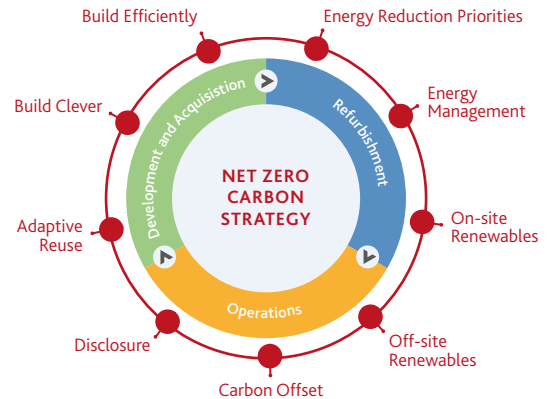 Build Efficiently
Energy Reduction Priorities
Build Clever
Energy
Management
Development and Acquisistion
Refurbishment
NET ZERO
CARBON
STRATEGY
Adaptive
Reuse
On-site
Renewables
Operations
Disclosure
Off-site
Renewables
Carbon Offset